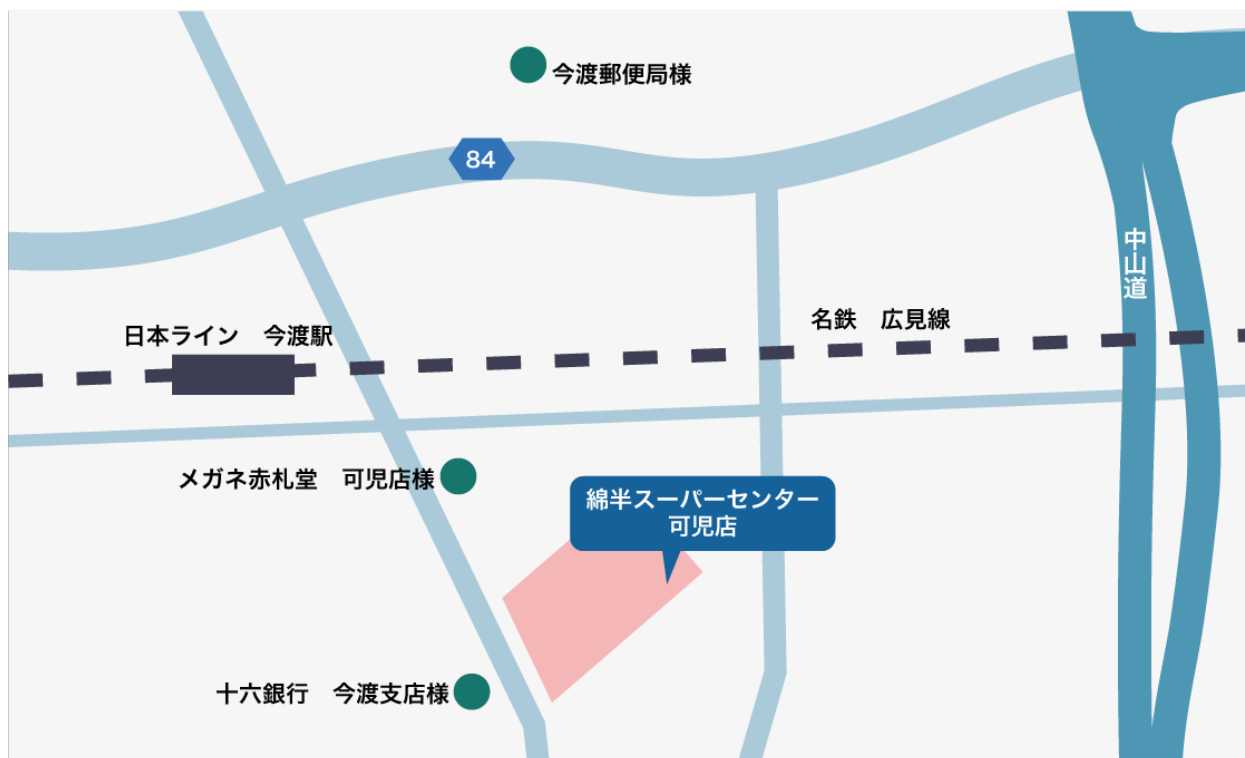 今渡郵便局様
84
中山道
名鉄　広見線
日本ライン　今渡駅
メガネ赤札堂　可児店様
綿半スーパーセンター
可児店
十六銀行　今渡支店様